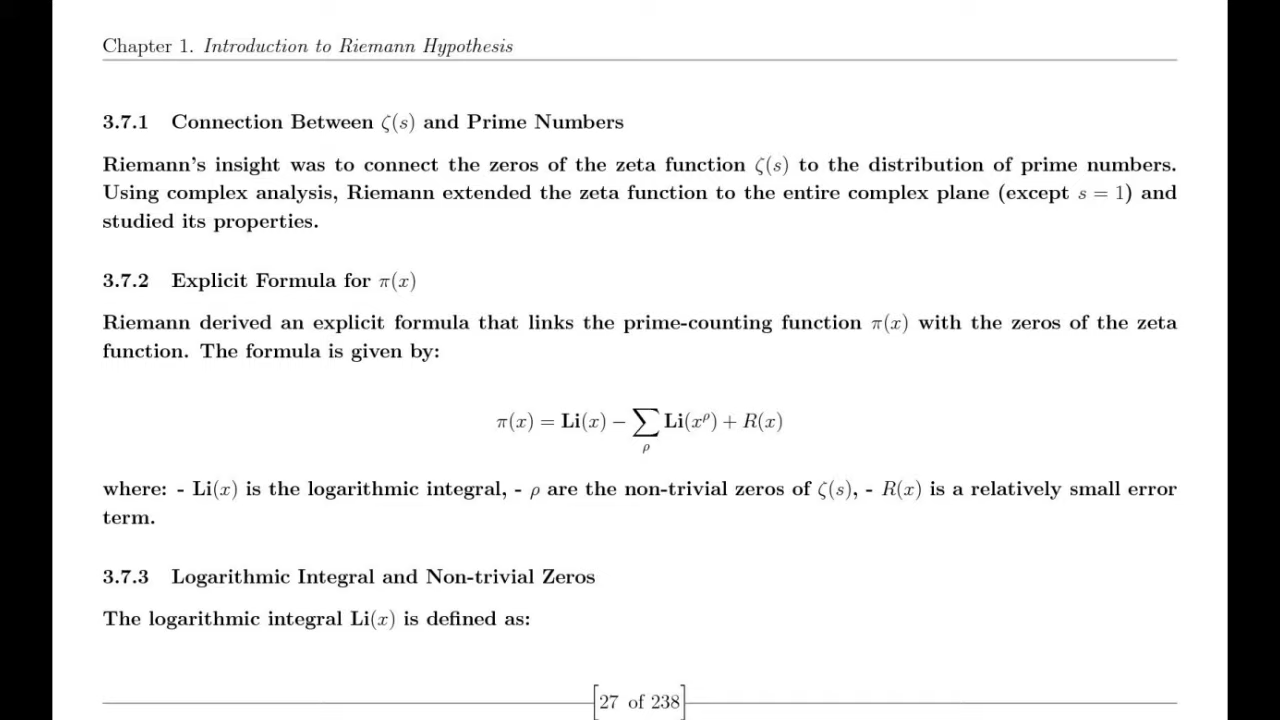 Chapter 1. Introduction to Riemann Hypothesis
3.7.1 Connection Between ζ(s) and Prime Numbers
Riemann's insight was to connect the zeros of the zeta function ζ(s) to the distribution of prime numbers.
Using complex analysis, Riemann extended the zeta function to the entire complex plane (except s = 1) and
studied its properties.
3.7.2 Explicit Formula for π(x)
Riemann derived an explicit formula that links the prime-counting function π(x) with the zeros of the zeta
function. The formula is given by:
π(x) = Li(x) − ∑_ρ Li(x^ρ) + R(x)
where: - Li(x) is the logarithmic integral, - ρ are the non-trivial zeros of ζ(s), - R(x) is a relatively small error
term.
3.7.3 Logarithmic Integral and Non-trivial Zeros
The logarithmic integral Li(x) is defined as:
[27 of 238]